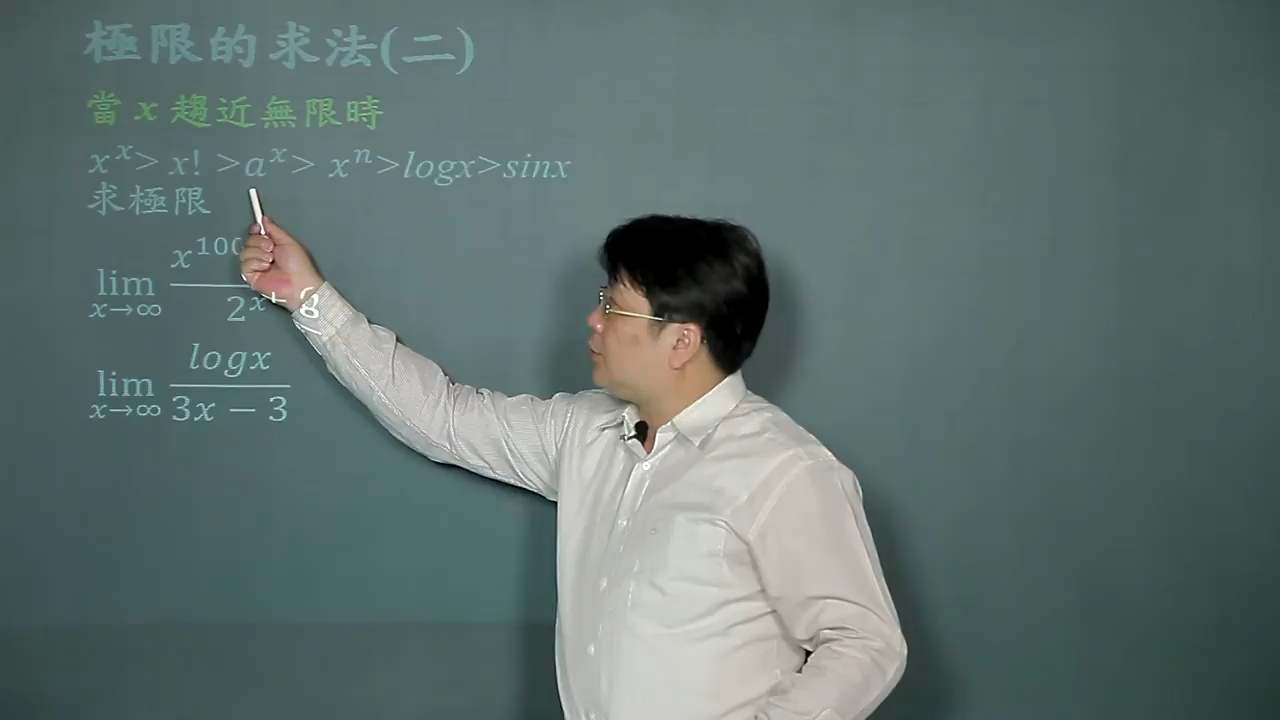 極限的求法(二)
當 x 趨近無限時
x^x > x! > a^x > x^n > logx > sinx
求極限
lim x→∞ x^100 / 2^x + 8
lim x→∞ logx / 3x − 3